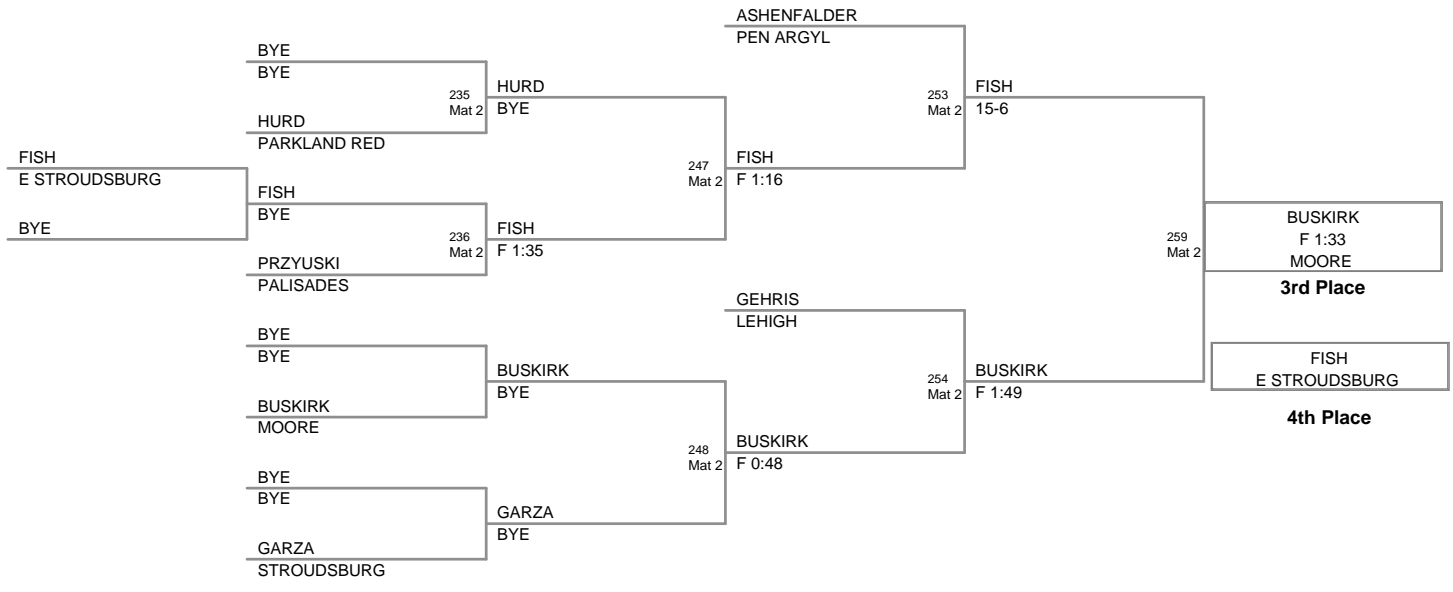 ASHENFALDER
PEN ARGYL
BYE
BYE
235
Mat 2
HURD
BYE
253
Mat 2
FISH
15-6
HURD
PARKLAND RED
FISH
E STROUDSBURG
247
Mat 2
FISH
F 1:16
FISH
BYE
BYE
236
Mat 2
FISH
F 1:35
259
Mat 2
BUSKIRK
F 1:33
MOORE
3rd Place
PRZYUSKI
PALISADES
GEHRIS
LEHIGH
BYE
BYE
BUSKIRK
BYE
254
Mat 2
BUSKIRK
F 1:49
FISH
E STROUDSBURG
4th Place
BUSKIRK
MOORE
248
Mat 2
BUSKIRK
F 0:48
BYE
BYE
GARZA
BYE
GARZA
STROUDSBURG